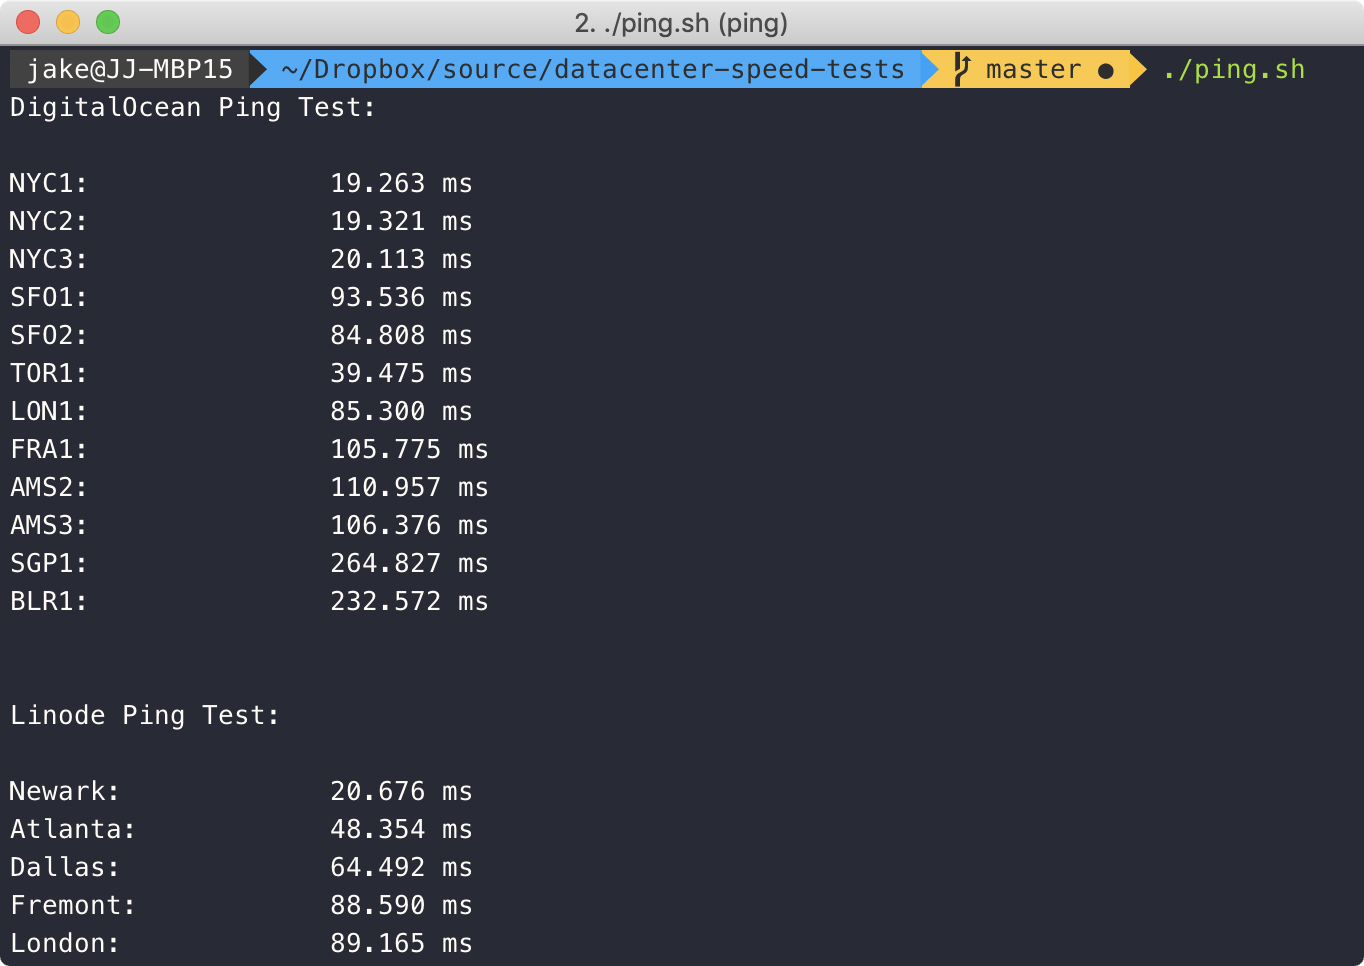 2. ./ping.sh (ping)
jake@JJ-MBP15 ~/Dropbox/source/datacenter-speed-tests master ● ./ping.sh
DigitalOcean Ping Test:
NYC1: 19.263 ms
NYC2: 19.321 ms
NYC3: 20.113 ms
SFO1: 93.536 ms
SFO2: 84.808 ms
TOR1: 39.475 ms
LON1: 85.300 ms
FRA1: 105.775 ms
AMS2: 110.957 ms
AMS3: 106.376 ms
SGP1: 264.827 ms
BLR1: 232.572 ms
Linode Ping Test:
Newark: 20.676 ms
Atlanta: 48.354 ms
Dallas: 64.492 ms
Fremont: 88.590 ms
London: 89.165 ms